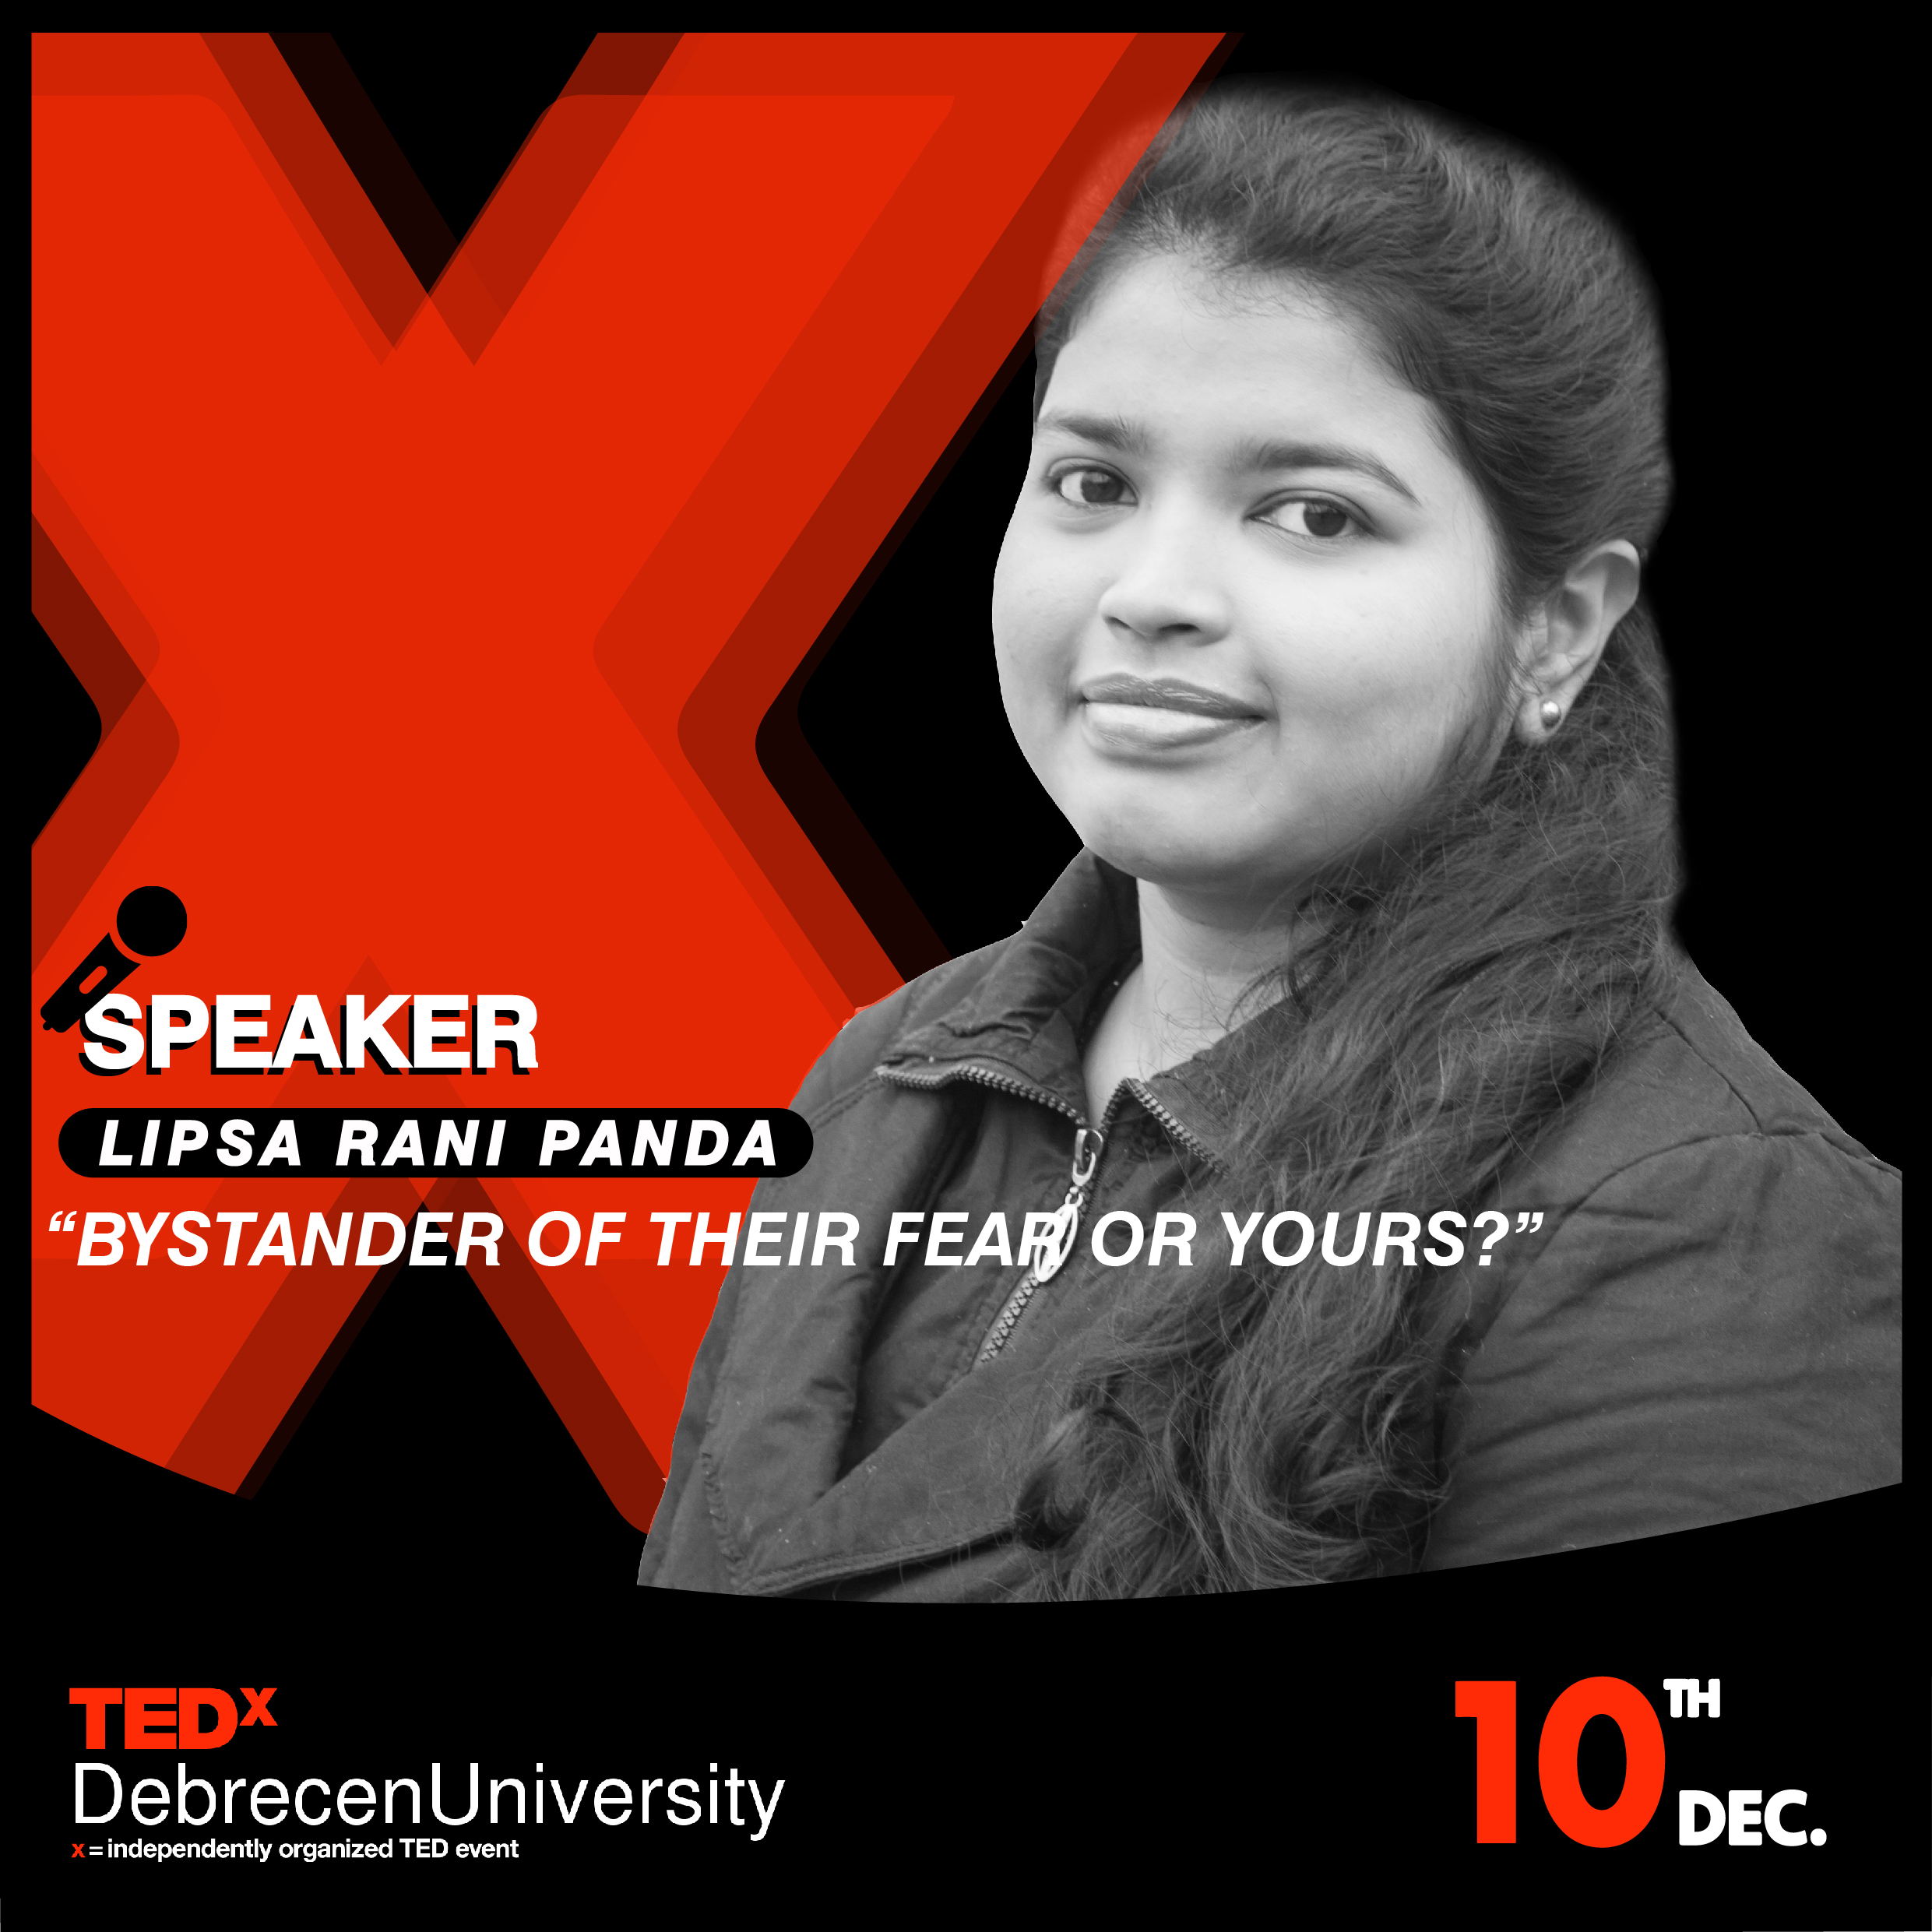 SPEAKER
LIPSA RANI PANDA
“BYSTANDER OF THEIR FEAR OR YOURS?”
TEDx
DebrecenUniversity
x = independently organized TED event
10TH
DEC.